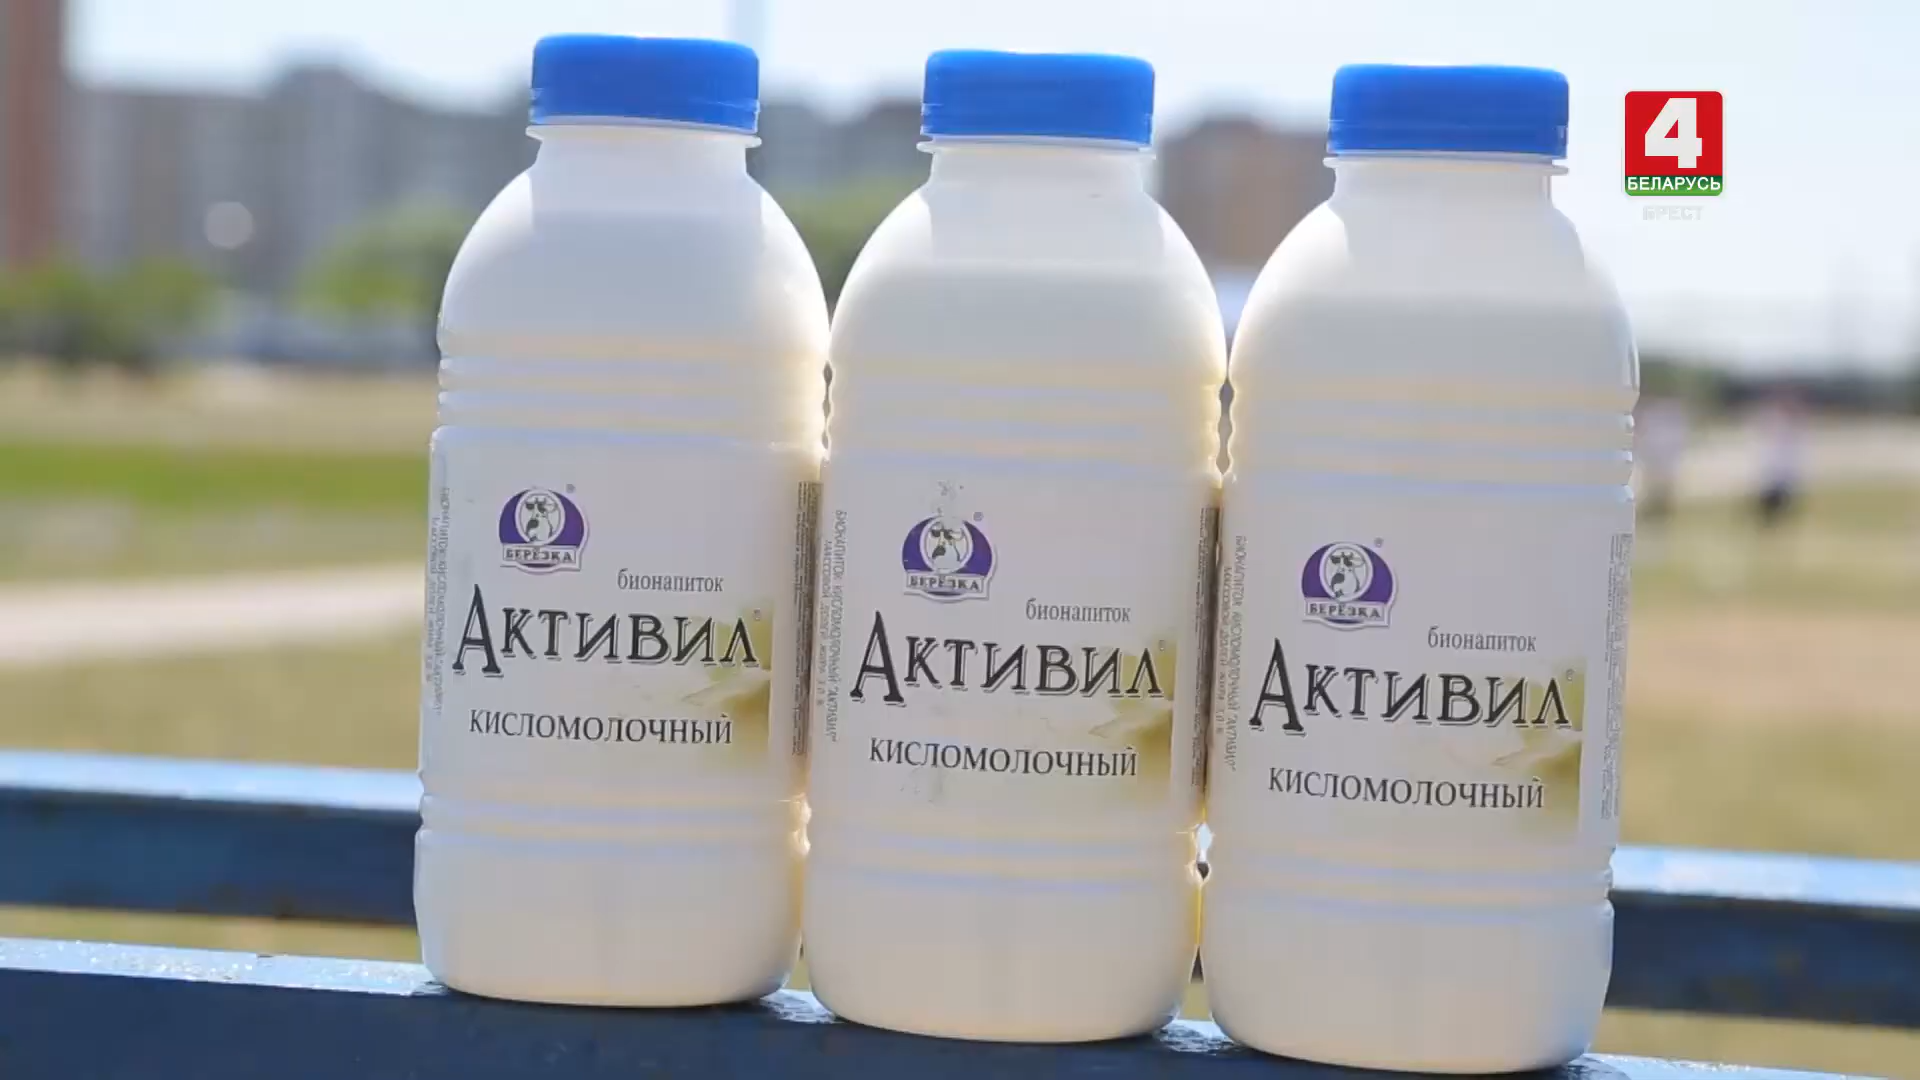 4
БЕЛАРУСЬ
БРЕСТ
БЕРЁЗКА
бионапиток
АКТИВИЛ®
КИСЛОМОЛОЧНЫЙ
БЕРЁЗКА
бионапиток
АКТИВИЛ®
КИСЛОМОЛОЧНЫЙ
БЕРЁЗКА
бионапиток
АКТИВИЛ®
КИСЛОМОЛОЧНЫЙ